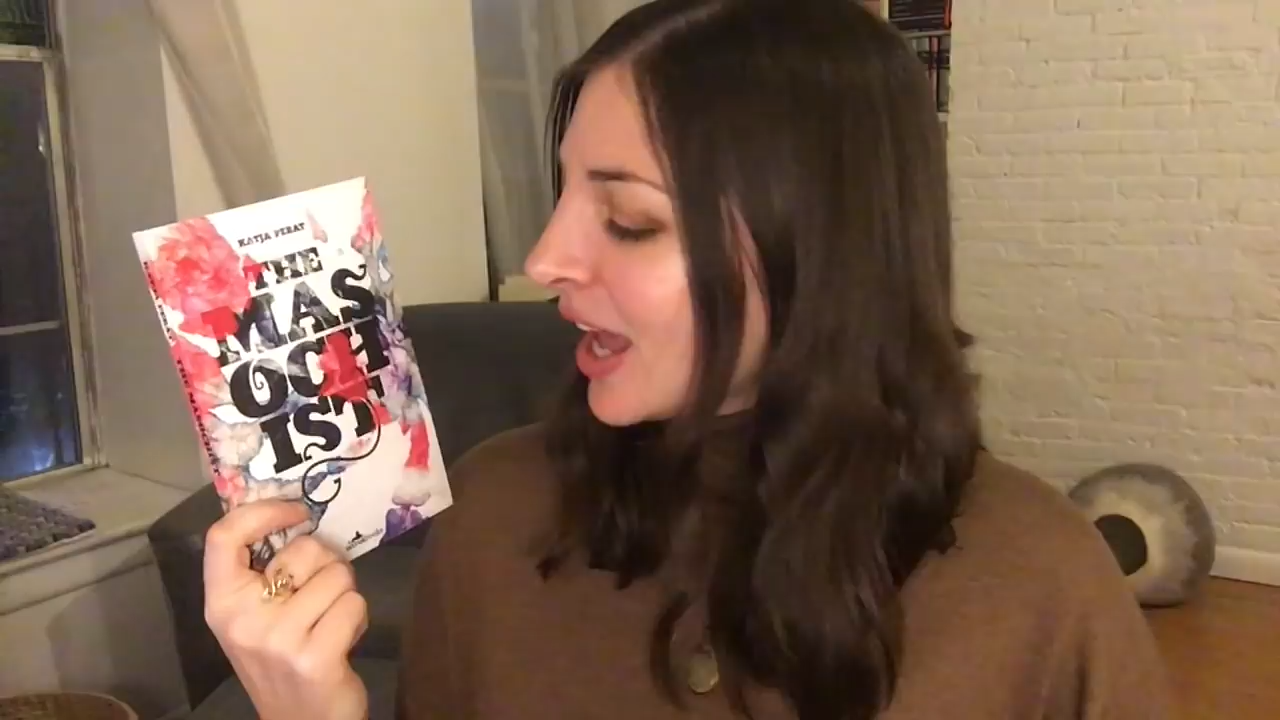 KATJA PERAT
THE
MAS
OCH
IST